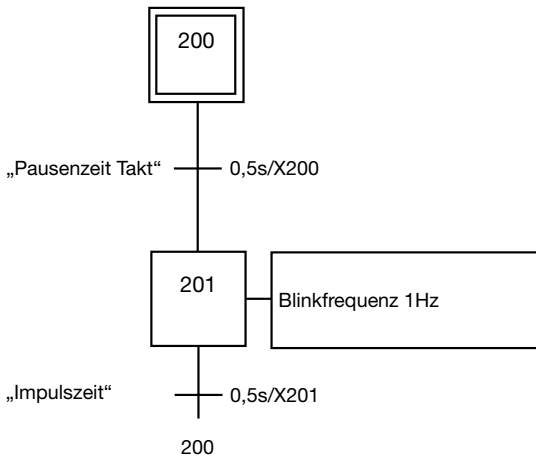 200
„Pausenzeit Takt“ 0,5s/X200
201
Blinkfrequenz 1Hz
„Impulszeit“ 0,5s/X201
200